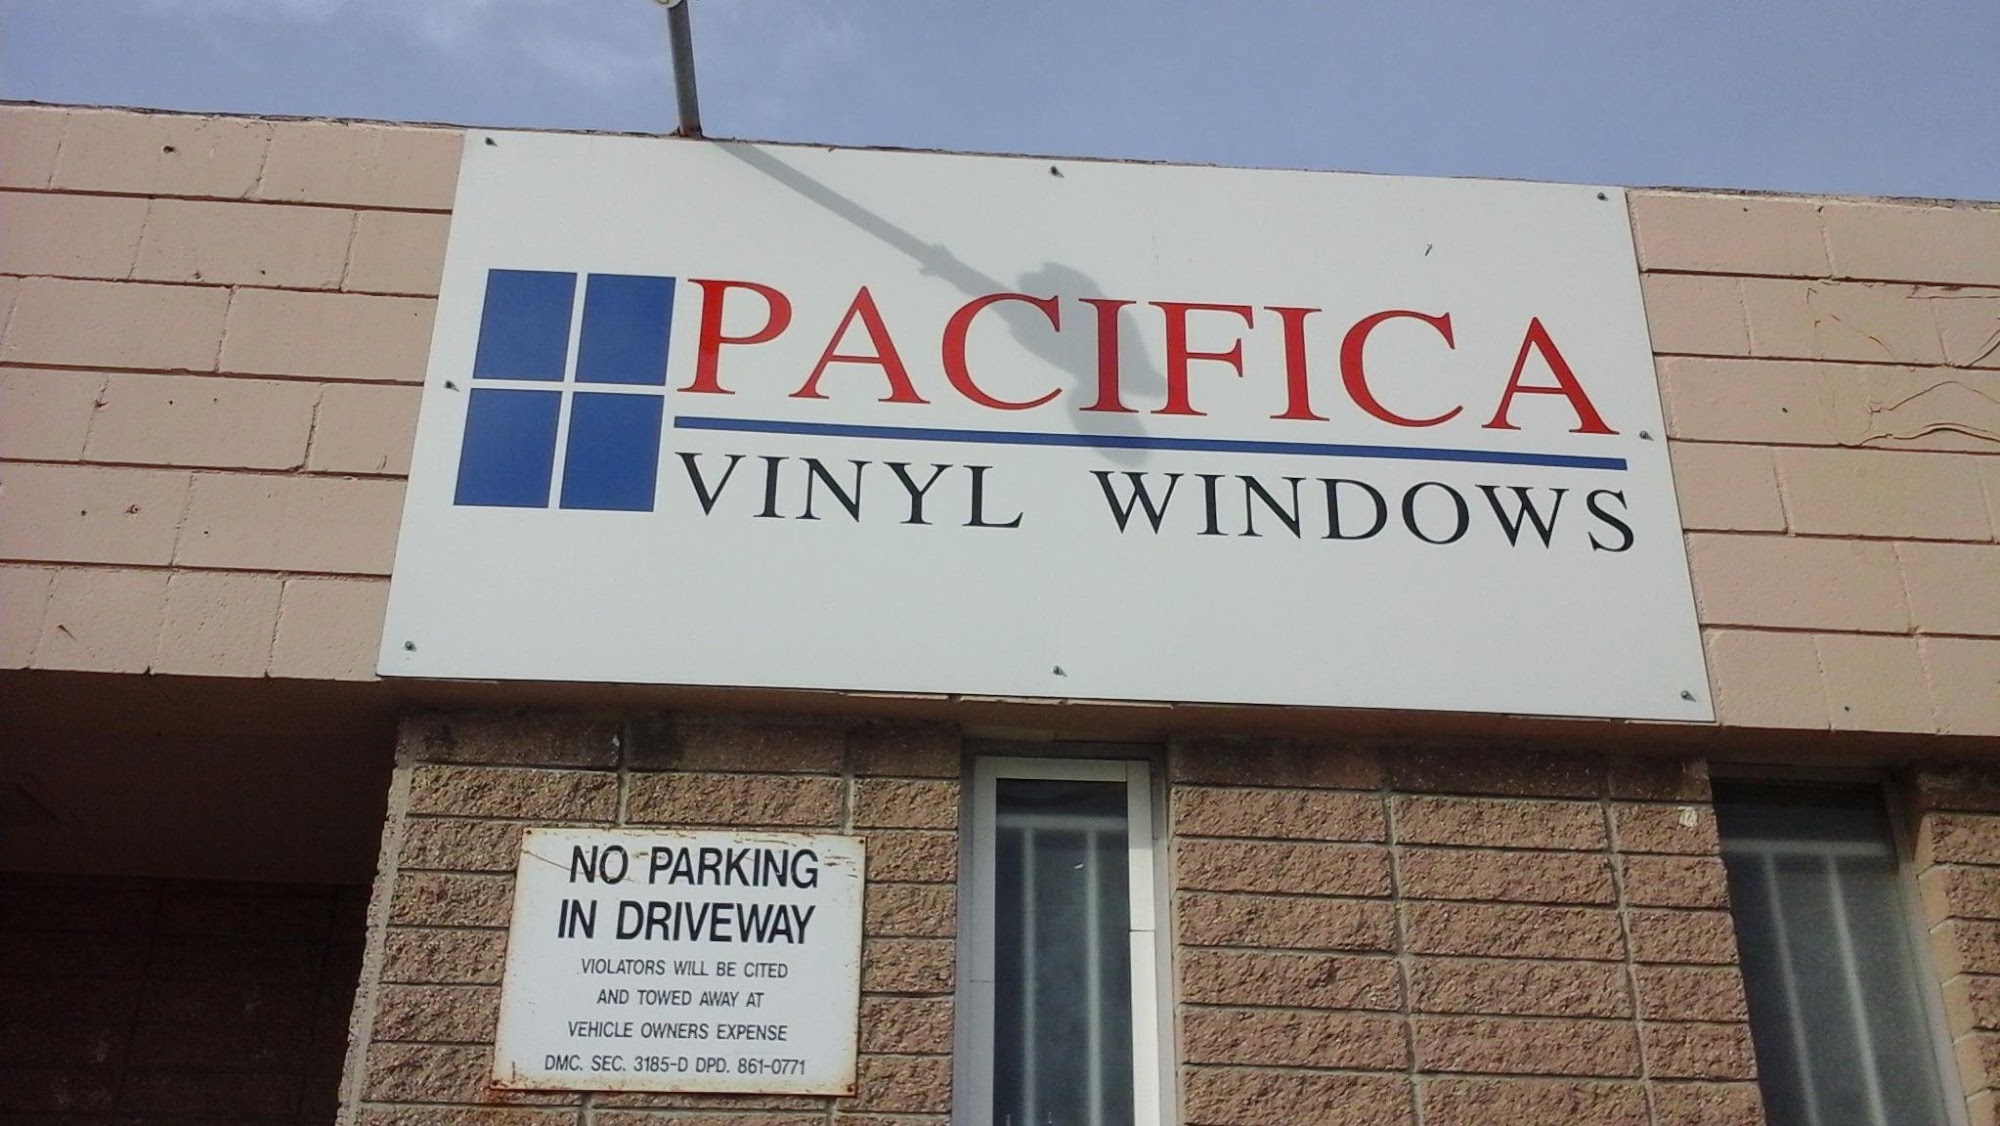 PACIFICA
VINYL WINDOWS
NO PARKING
IN DRIVEWAY
VIOLATORS WILL BE CITED
AND TOWED AWAY AT
VEHICLE OWNERS EXPENSE
DMC. SEC. 3185-D DPD. 861-0771